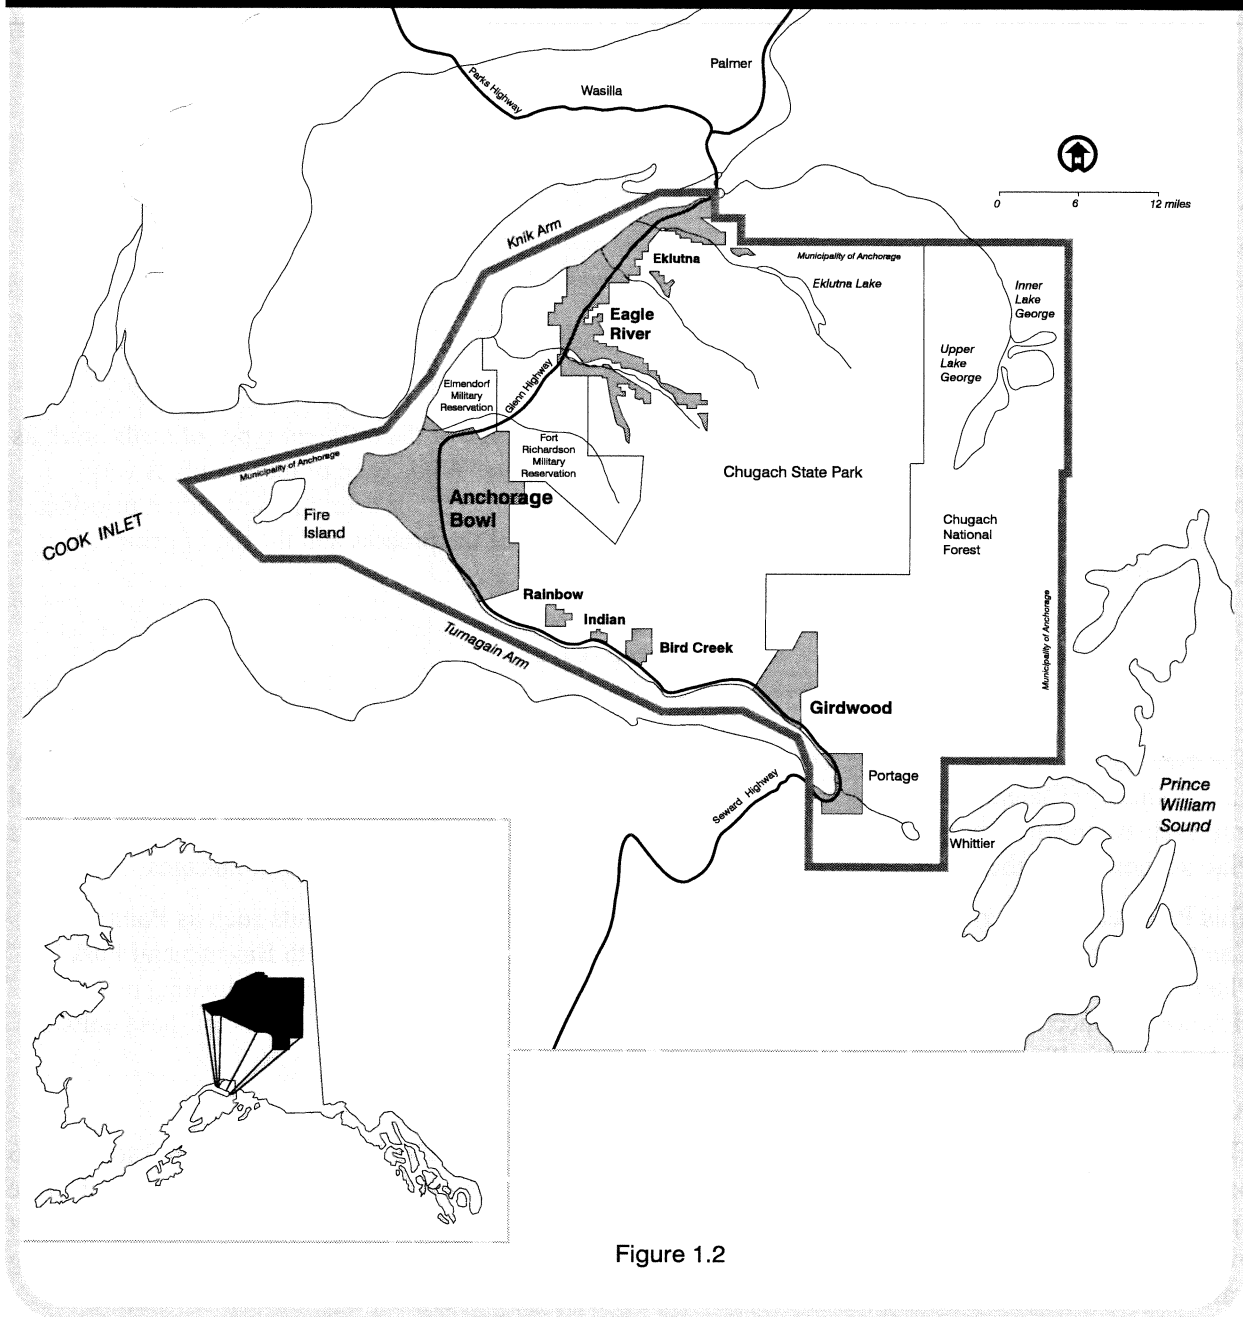 Palmer
Parks Highway
Wasilla
0 6 12 miles
Knik Arm
Municipality of Anchorage
Eklutna
Eklutna Lake
Inner
Lake
George
Eagle
River
Upper
Lake
George
Glenn Highway
Elmendorf
Military
Reservation
Fort
Richardson
Military
Reservation
Municipality of Anchorage
Chugach State Park
Anchorage
Bowl
Fire
Island
COOK INLET
Chugach
National
Forest
Rainbow
Indian
Turnagain Arm
Bird Creek
Municipality of Anchorage
Girdwood
Portage
Seward Highway
Prince
William
Sound
Whittier
Figure 1.2